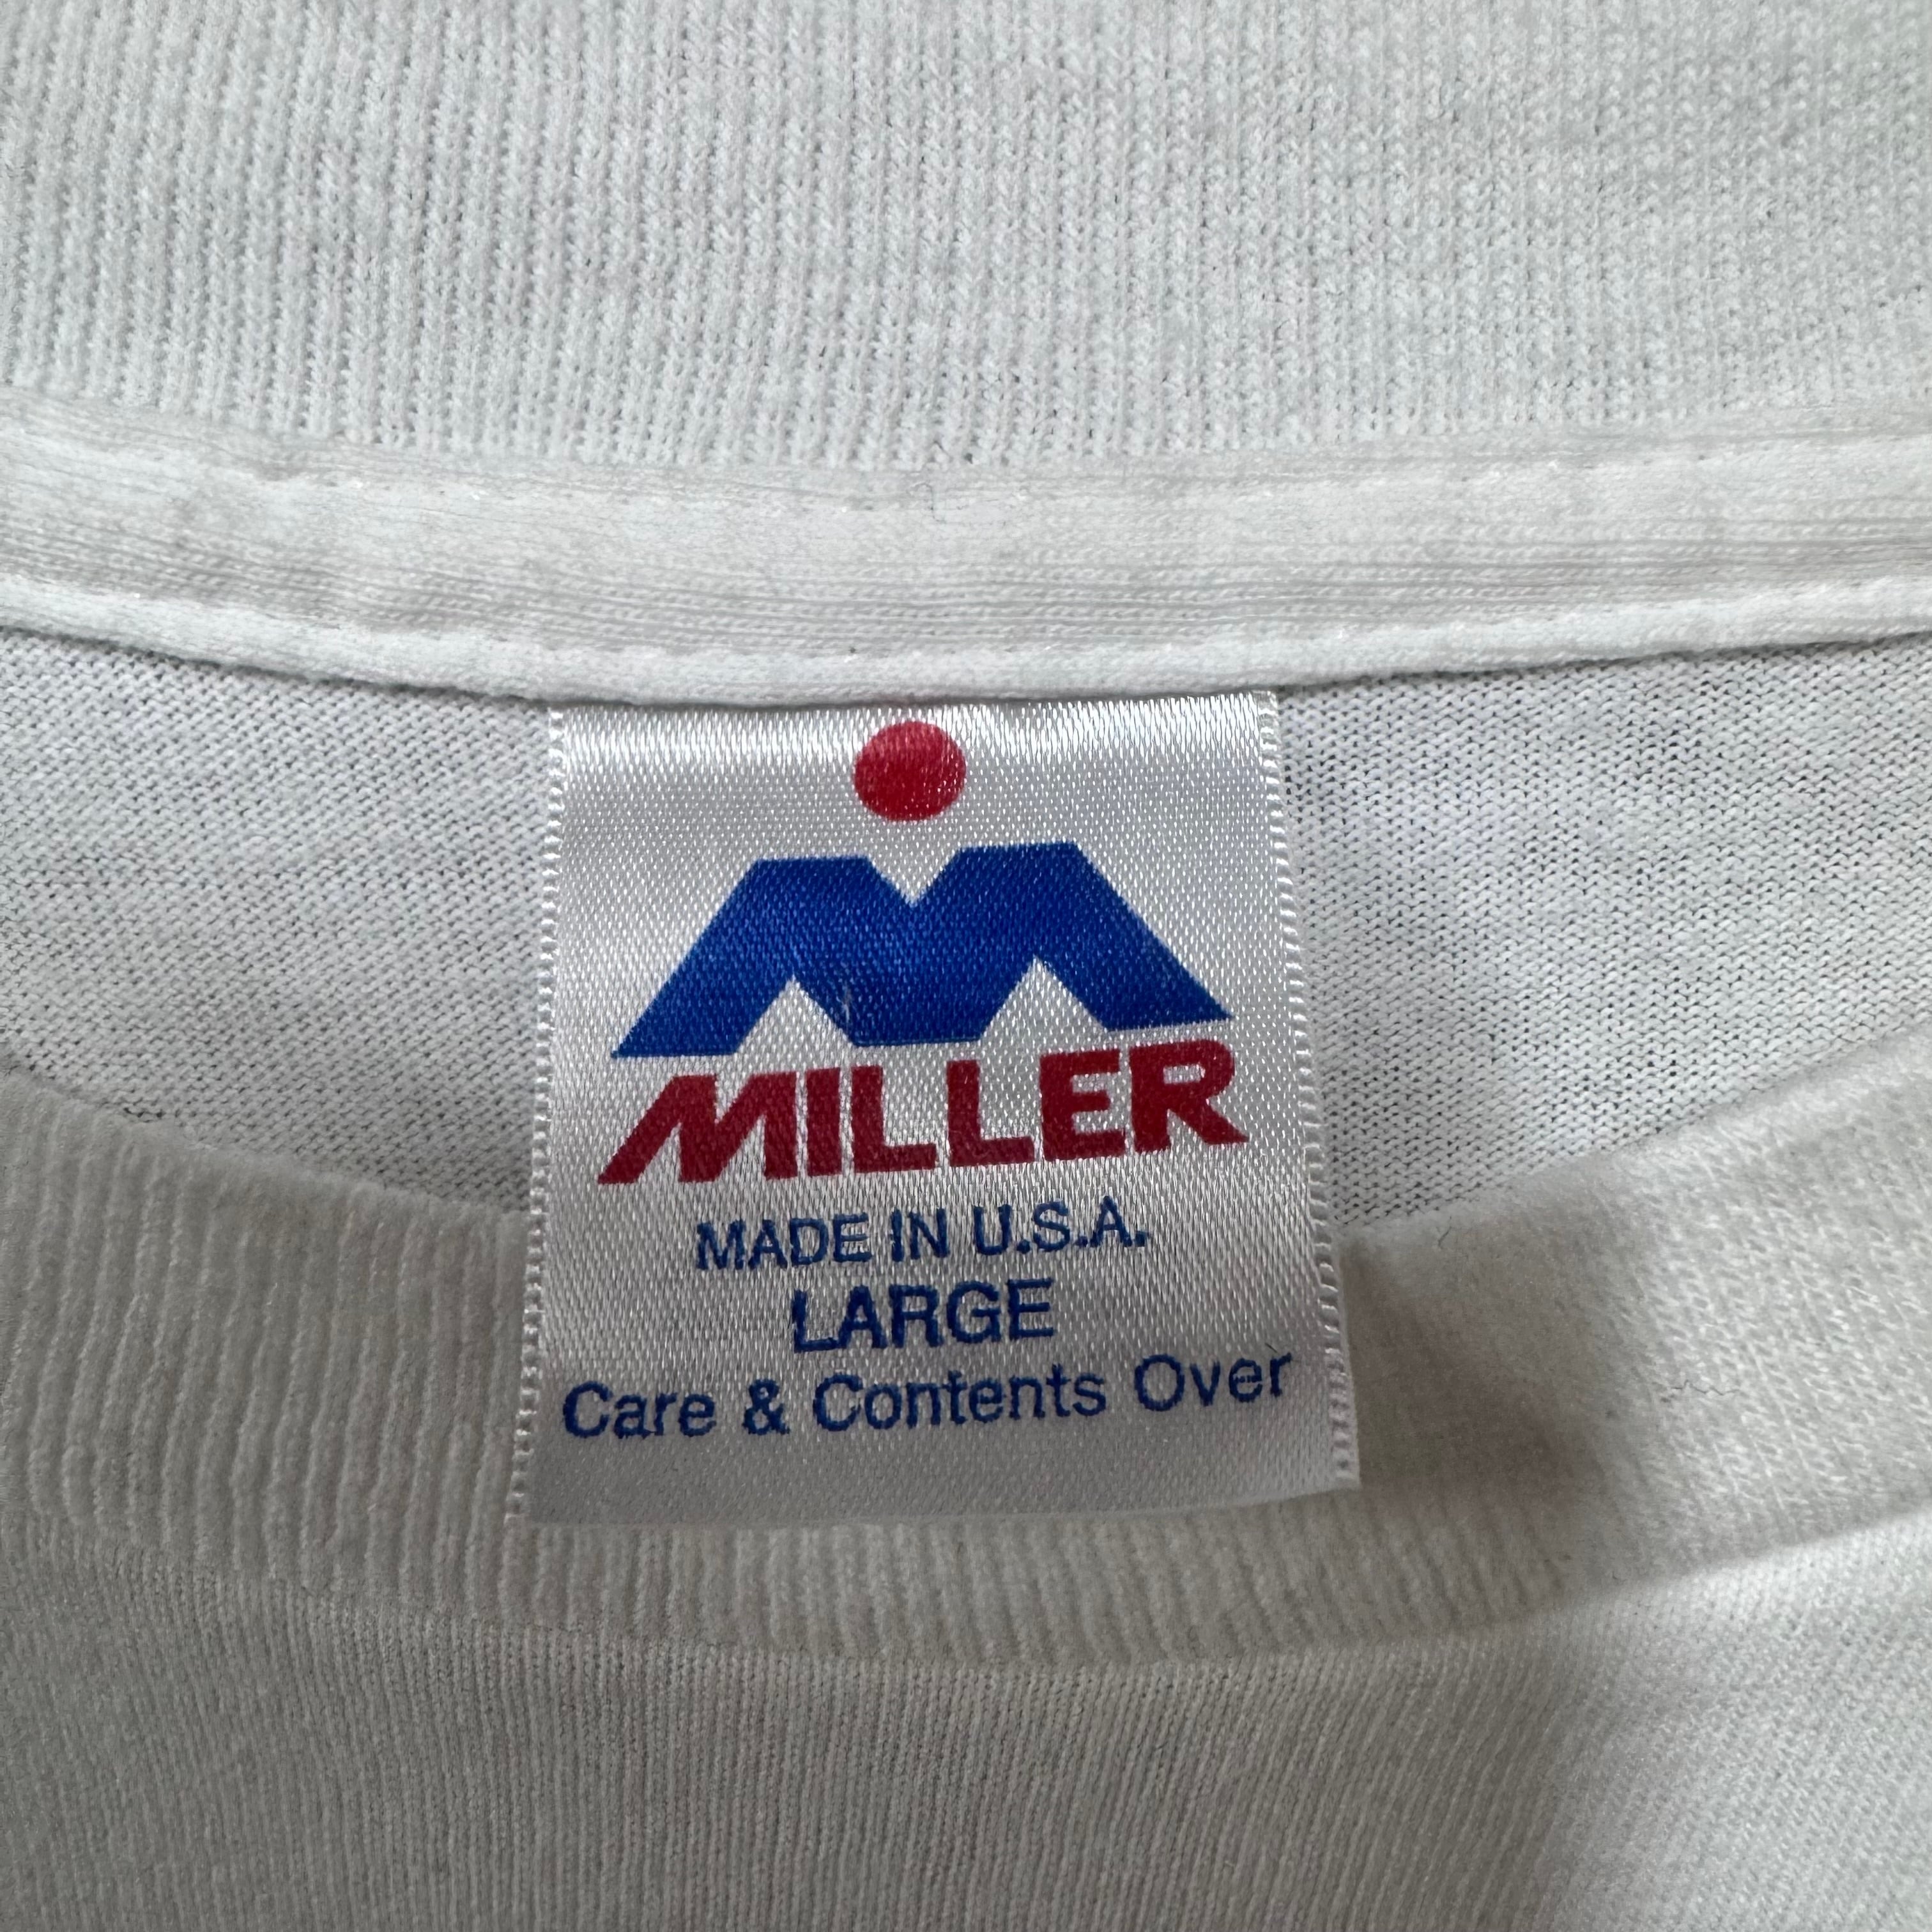 MILLER
MADE IN U.S.A.
LARGE
Care & Contents Over